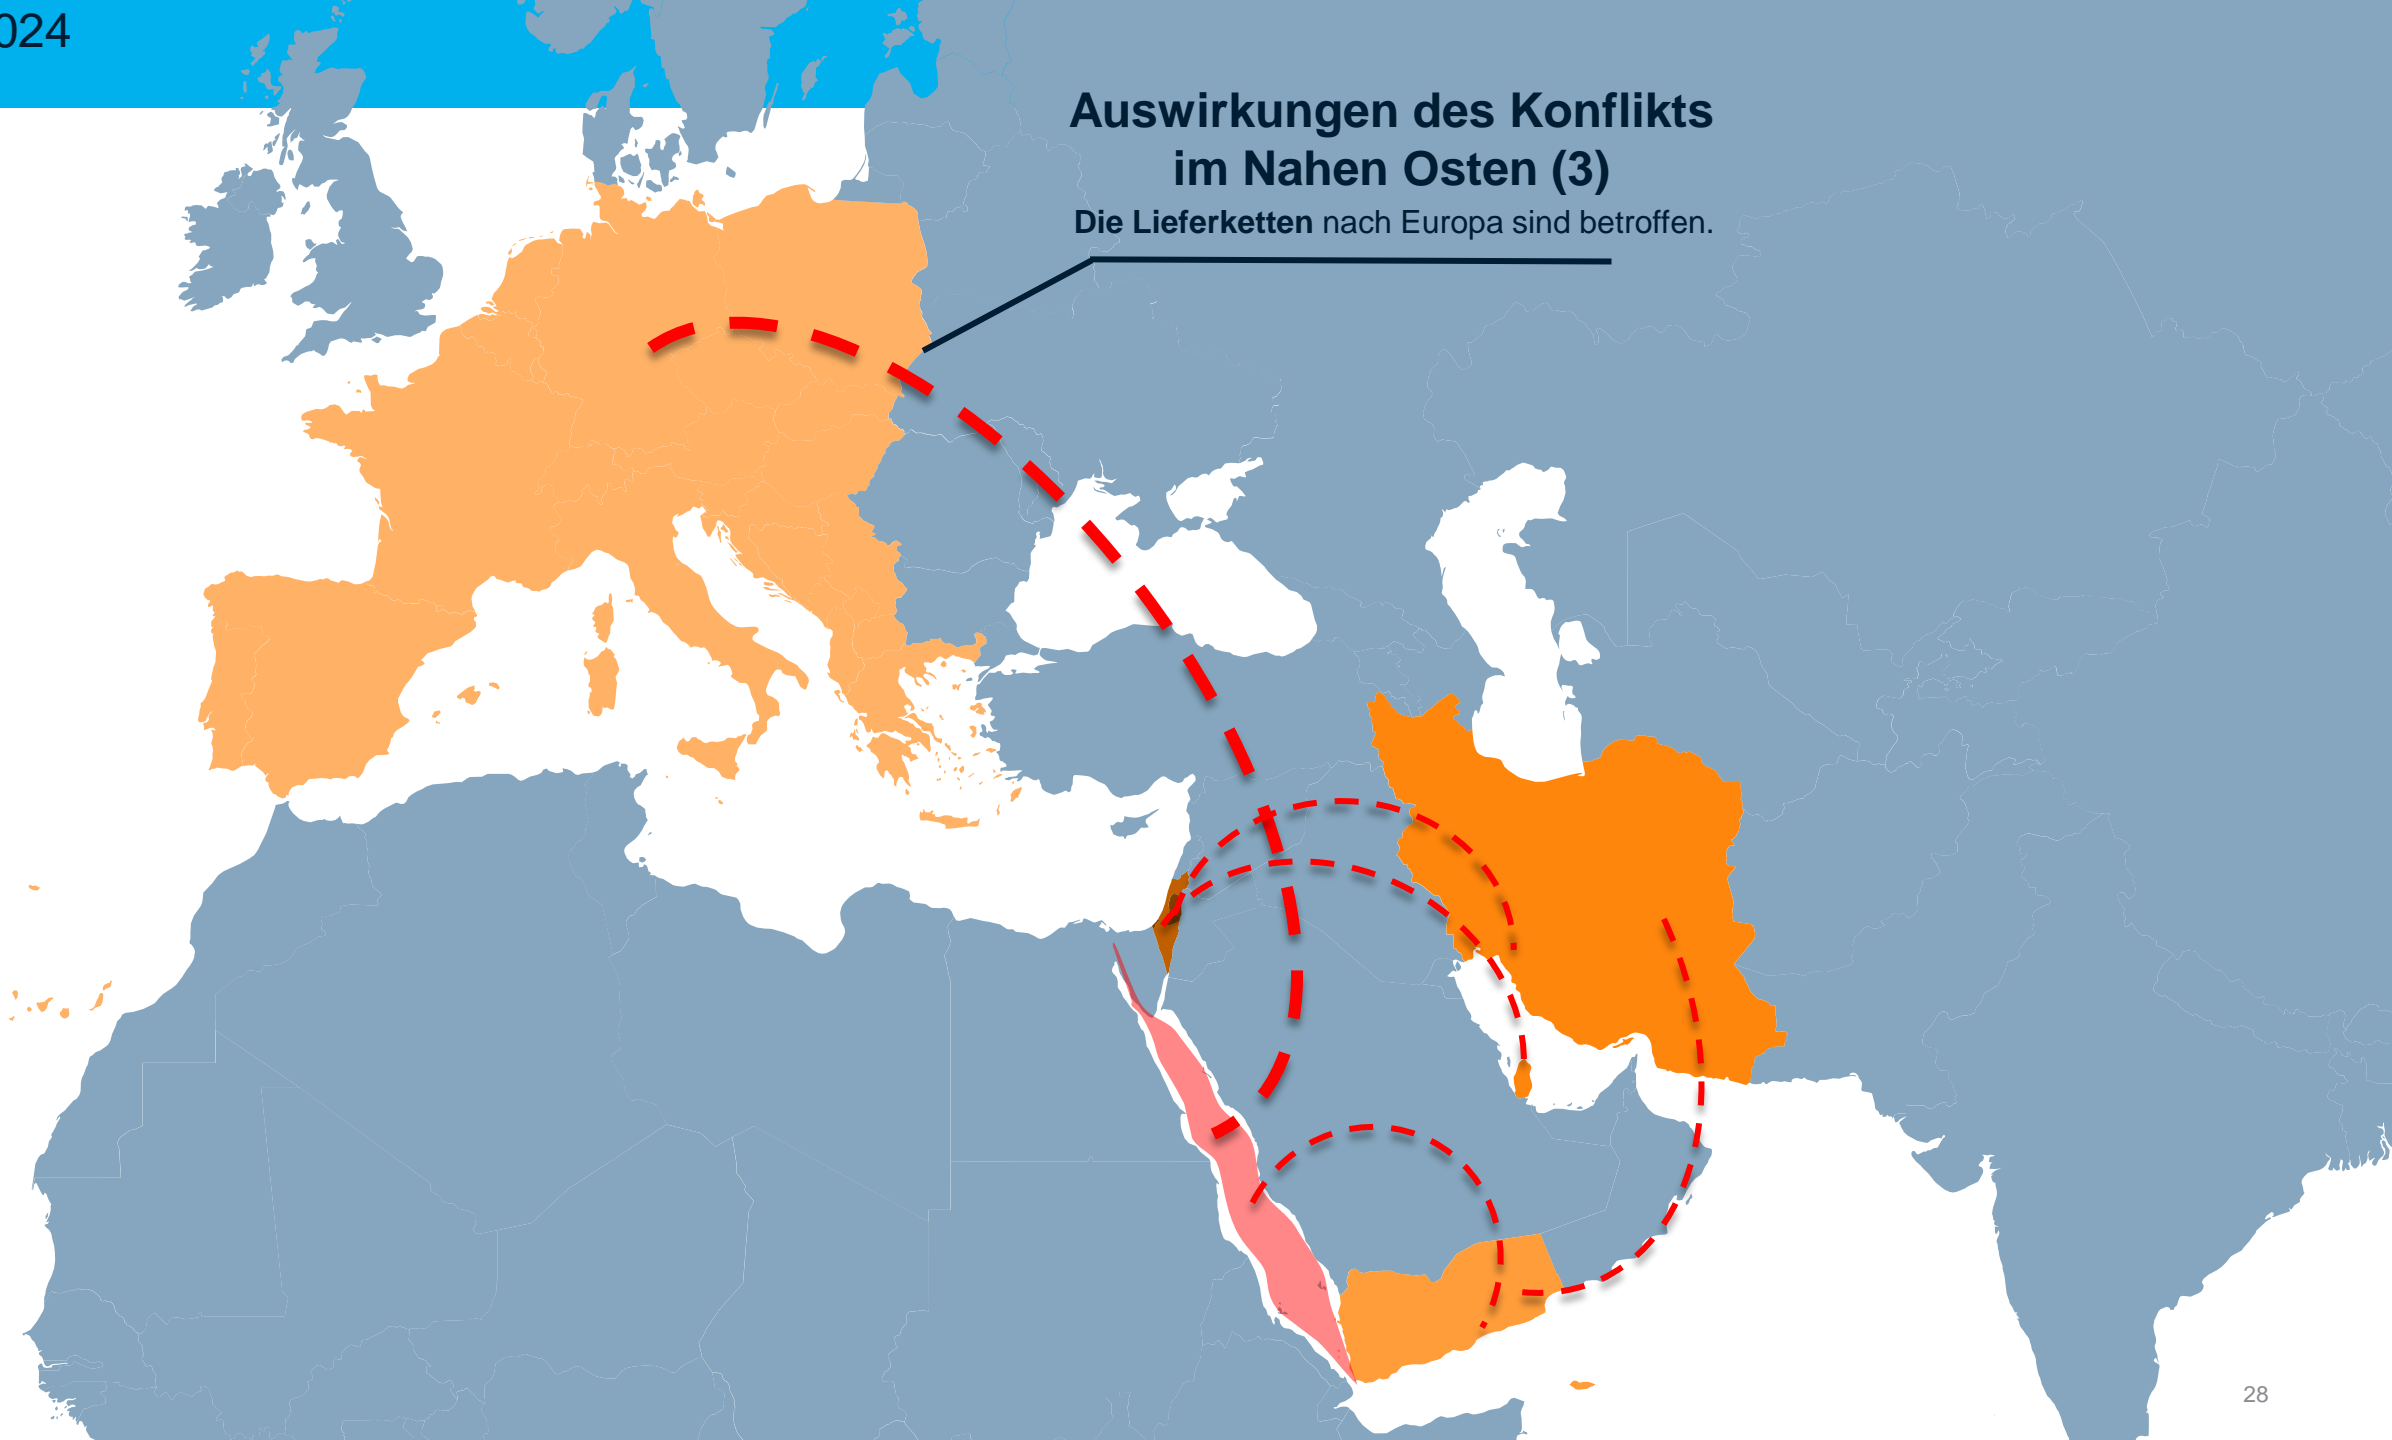 024
Auswirkungen des Konflikts
im Nahen Osten (3)
Die Lieferketten nach Europa sind betroffen.
28